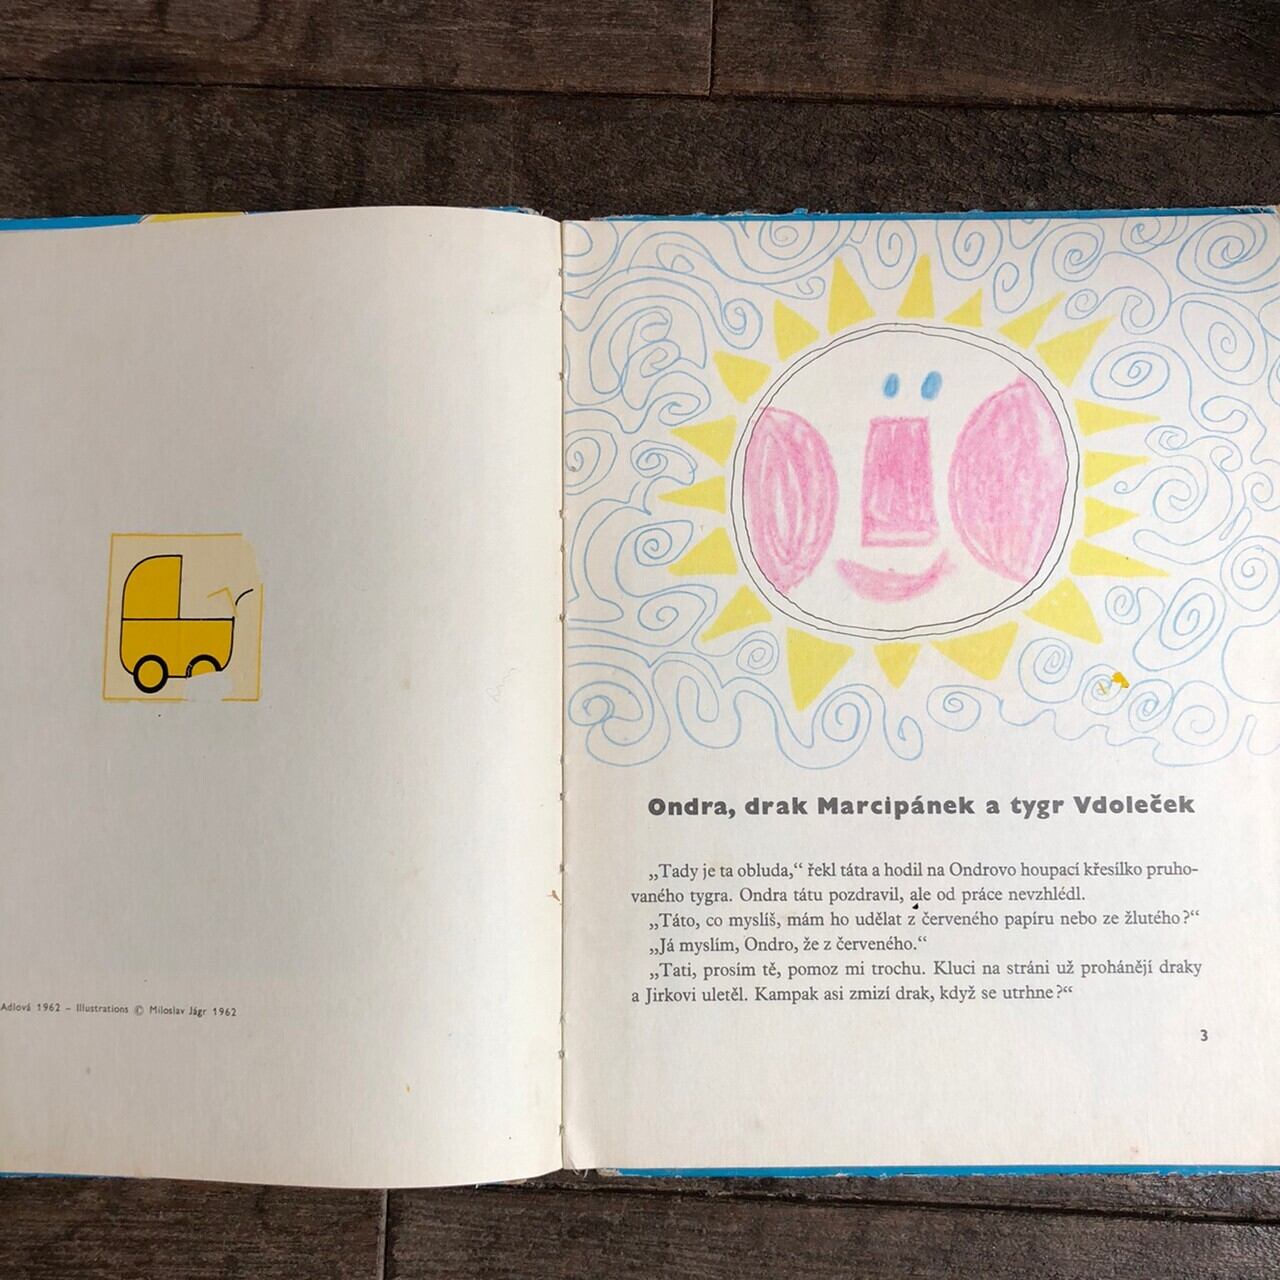 Adlová 1962 – Illustrations © Miloslav Jágr 1962
Ondra, drak Marcipánek a tygr Vdoleček
„Tady je ta obluda,“ řekl táta a hodil na Ondrovo houpací křesílko pruho-
vaného tygra. Ondra tátu pozdravil, ale od práce nevzhlédl.
„Táto, co myslíš, mám ho udělat z červeného papíru nebo ze žlutého?“
„Já myslím, Ondro, že z červeného.“
„Tati, prosím tě, pomoz mi trochu. Kluci na stráni už prohánějí draky
a Jirkovi uletěl. Kampak asi zmizí drak, když se utrhne?“
3